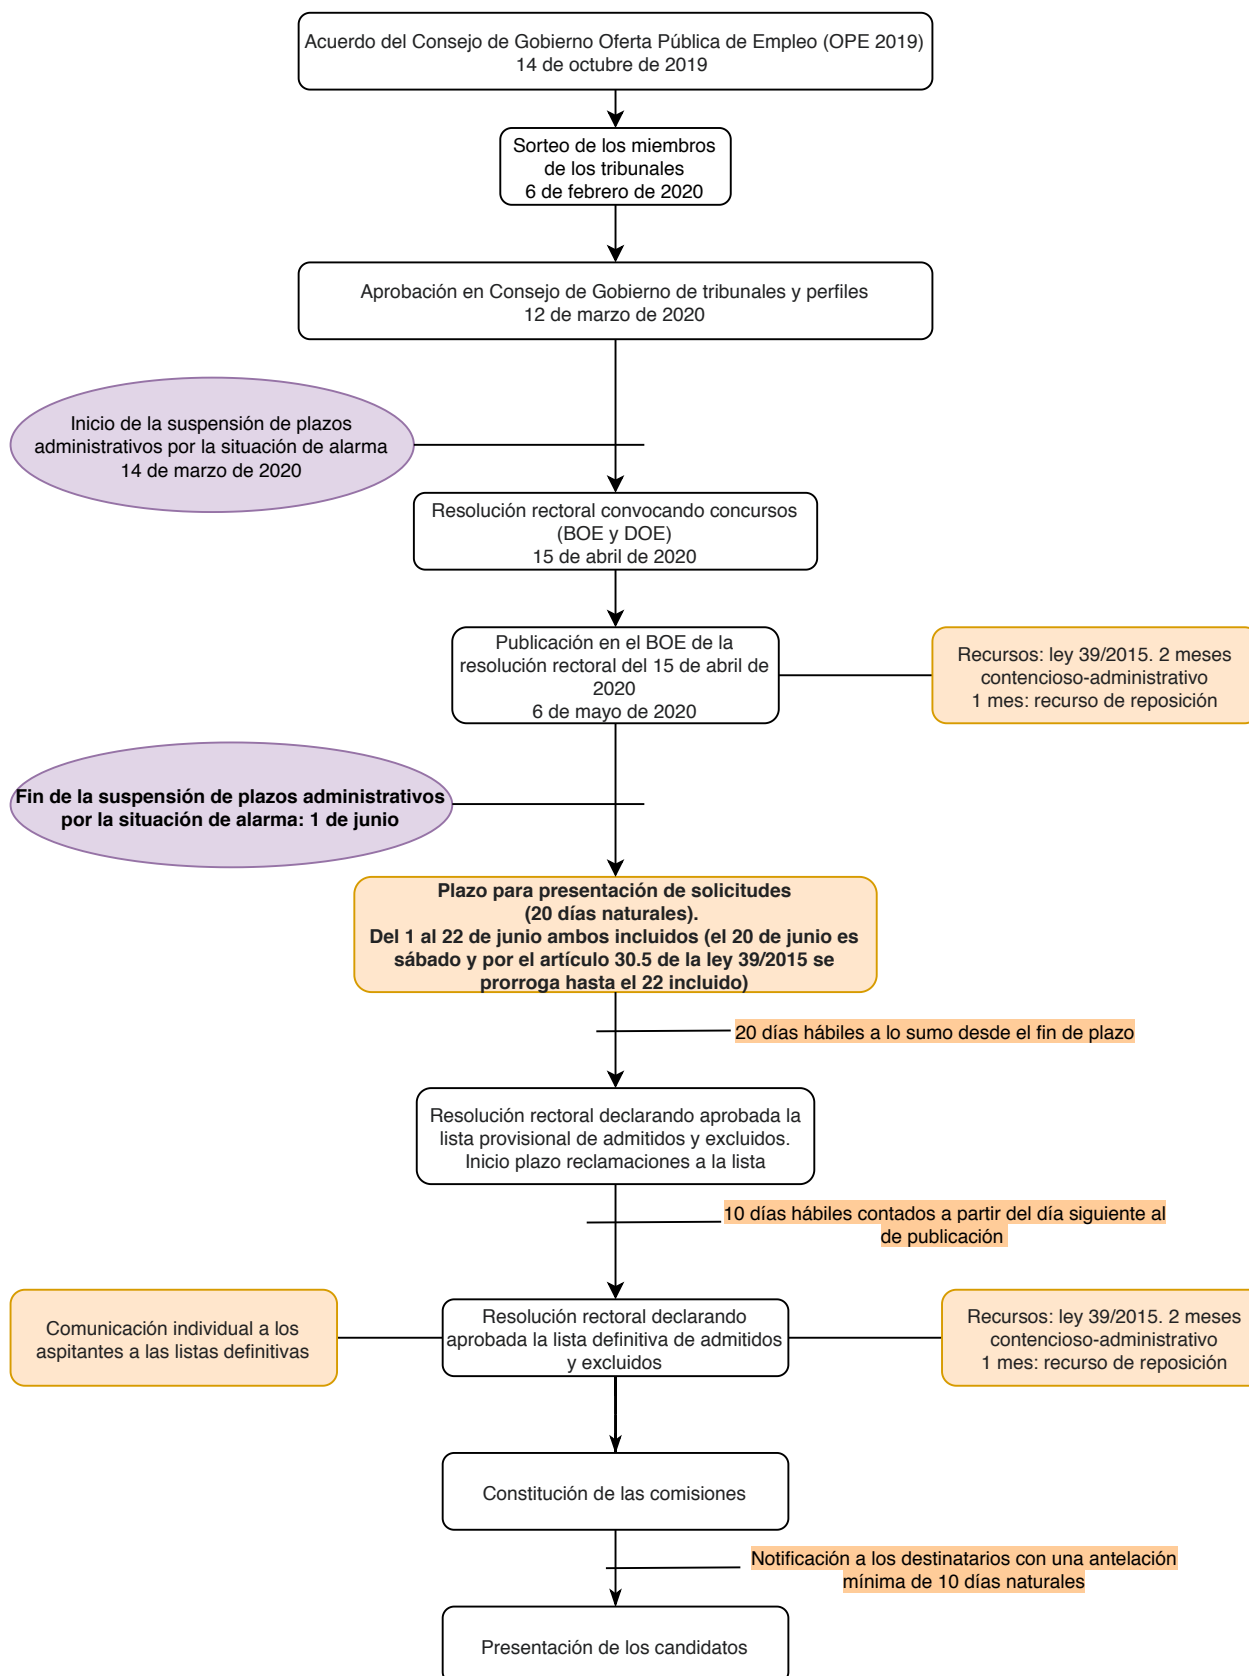 Acuerdo del Consejo de Gobierno Oferta Pública de Empleo (OPE 2019)
14 de octubre de 2019
Sorteo de los miembros
de los tribunales
6 de febrero de 2020
Aprobación en Consejo de Gobierno de tribunales y perfiles
12 de marzo de 2020
Inicio de la suspensión de plazos
administrativos por la situación de alarma
14 de marzo de 2020
Resolución rectoral convocando concursos
(BOE y DOE)
15 de abril de 2020
Publicación en el BOE de la
resolución rectoral del 15 de abril de
2020
6 de mayo de 2020
Recursos: ley 39/2015. 2 meses
contencioso-administrativo
1 mes: recurso de reposición
Fin de la suspensión de plazos administrativos
por la situación de alarma: 1 de junio
Plazo para presentación de solicitudes
(20 días naturales).
Del 1 al 22 de junio ambos incluidos (el 20 de junio es
sábado y por el artículo 30.5 de la ley 39/2015 se
prorroga hasta el 22 incluido)
20 días hábiles a lo sumo desde el fin de plazo
Resolución rectoral declarando aprobada la
lista provisional de admitidos y excluidos.
Inicio plazo reclamaciones a la lista
10 días hábiles contados a partir del día siguiente al
de publicación
Comunicación individual a los
aspitantes a las listas definitivas
Resolución rectoral declarando
aprobada la lista definitiva de admitidos
y excluidos
Recursos: ley 39/2015. 2 meses
contencioso-administrativo
1 mes: recurso de reposición
Constitución de las comisiones
Notificación a los destinatarios con una antelación
mínima de 10 días naturales
Presentación de los candidatos